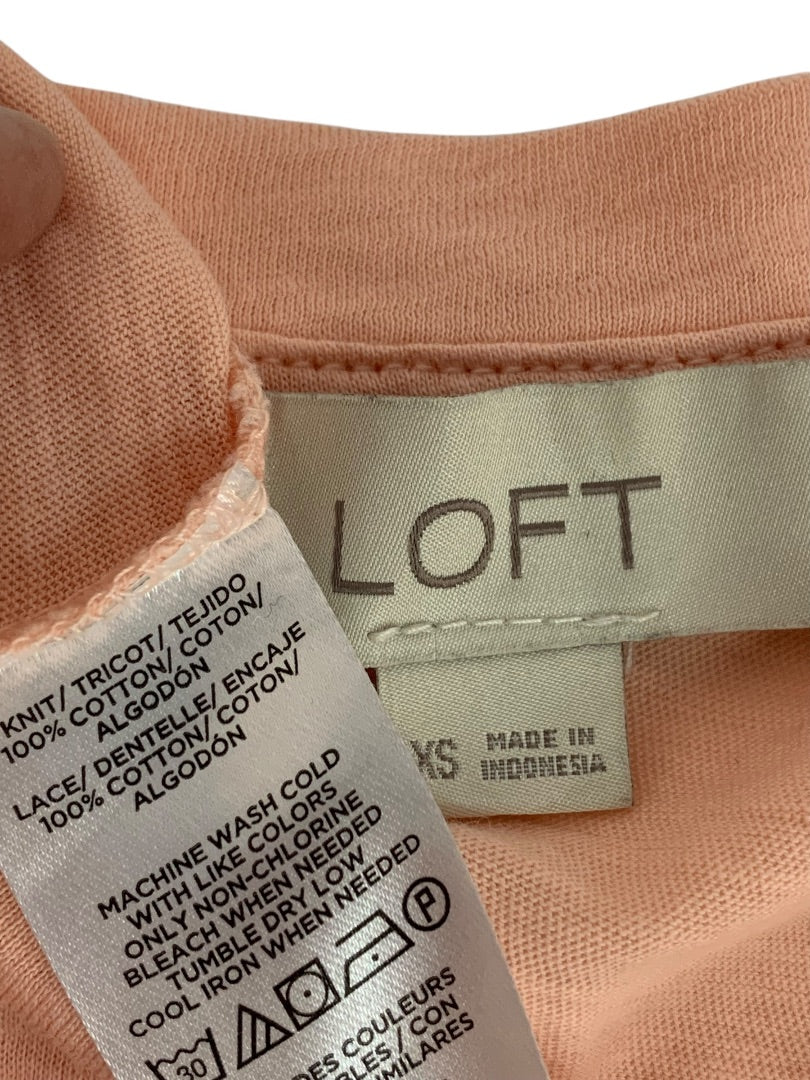 LOFT
XS MADE IN
INDONESIA
KNIT/ TRICOT/ TEJIDO
100% COTTON/ COTON/
ALGODÓN
LACE/ DENTELLE/ ENCAJE
100% COTTON/ COTON/
ALGODÓN
MACHINE WASH COLD
WITH LIKE COLORS
ONLY NON-CHLORINE
BLEACH WHEN NEEDED
TUMBLE DRY LOW
COOL IRON WHEN NEEDED
30 P
DES COULEURS
/ CON
SIMILARES